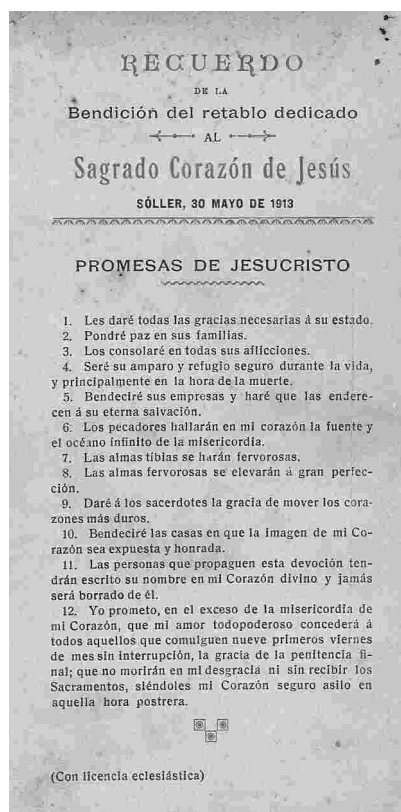 RECUERDO
DE LA
Bendición del retablo dedicado
AL
Sagrado Corazón de Jesús
SÓLLER, 30 MAYO DE 1913
PROMESAS DE JESUCRISTO
1. Les daré todas las gracias necesarias á su estado.
2. Pondré paz en sus familias.
3. Los consolaré en todas sus aflicciones.
4. Seré su amparo y refugio seguro durante la vida,
y principalmente en la hora de la muerte.
5. Bendeciré sus empresas y haré que las endere-
cen á su eterna salvación.
6. Los pecadores hallarán en mi corazón la fuente y
el océano infinito de la misericordia.
7. Las almas tibias se harán fervorosas.
8. Las almas fervorosas se elevarán á gran perfec-
ción.
9. Daré á los sacerdotes la gracia de mover los cora-
zones más duros.
10. Bendeciré las casas en que la imagen de mi Co-
razón sea expuesta y honrada.
11. Las personas que propaguen esta devoción ten-
drán escrito su nombre en mi Corazón divino y jamás
será borrado de él.
12. Yo prometo, en el exceso de la misericordia de
mi Corazón, que mi amor todopoderoso concederá á
todos aquellos que comulguen nueve primeros viernes
de mes sin interrupción, la gracia de la penitencia fi-
nal; que no morirán en mi desgracia ni sin recibir los
Sacramentos, siéndoles mi Corazón seguro asilo en
aquella hora postrera.
(Con licencia eclesiástica)